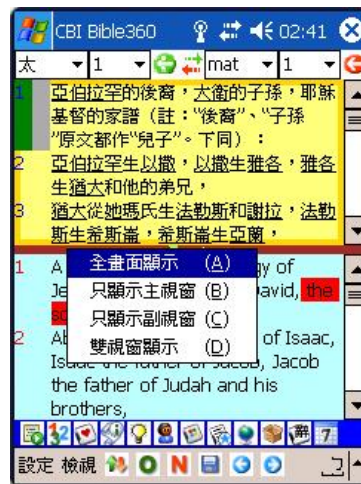 CBI Bible360 02:41
太 1 mat 1
1 亞伯拉罕的後裔，大衛的子孫，耶穌
基督的家譜（註：“後裔”、“子孫
”原文都作“兒子”。下同）：
2 亞伯拉罕生以撒，以撒生雅各，雅各
生猶大和他的弟兄，
3 猶大從她瑪氏生法勒斯和謝拉，法勒
斯生希斯崙，希斯崙生亞蘭，
全畫面顯示 (A)
只顯示主視窗 (B)
只顯示副視窗 (C)
雙視窗顯示 (D)
1 A gy of
Je avid, the
2 Ab of Isaac,
Isaac the father of Jacob, Jacob
the father of Judah and his
brothers,
設定 檢視 O N